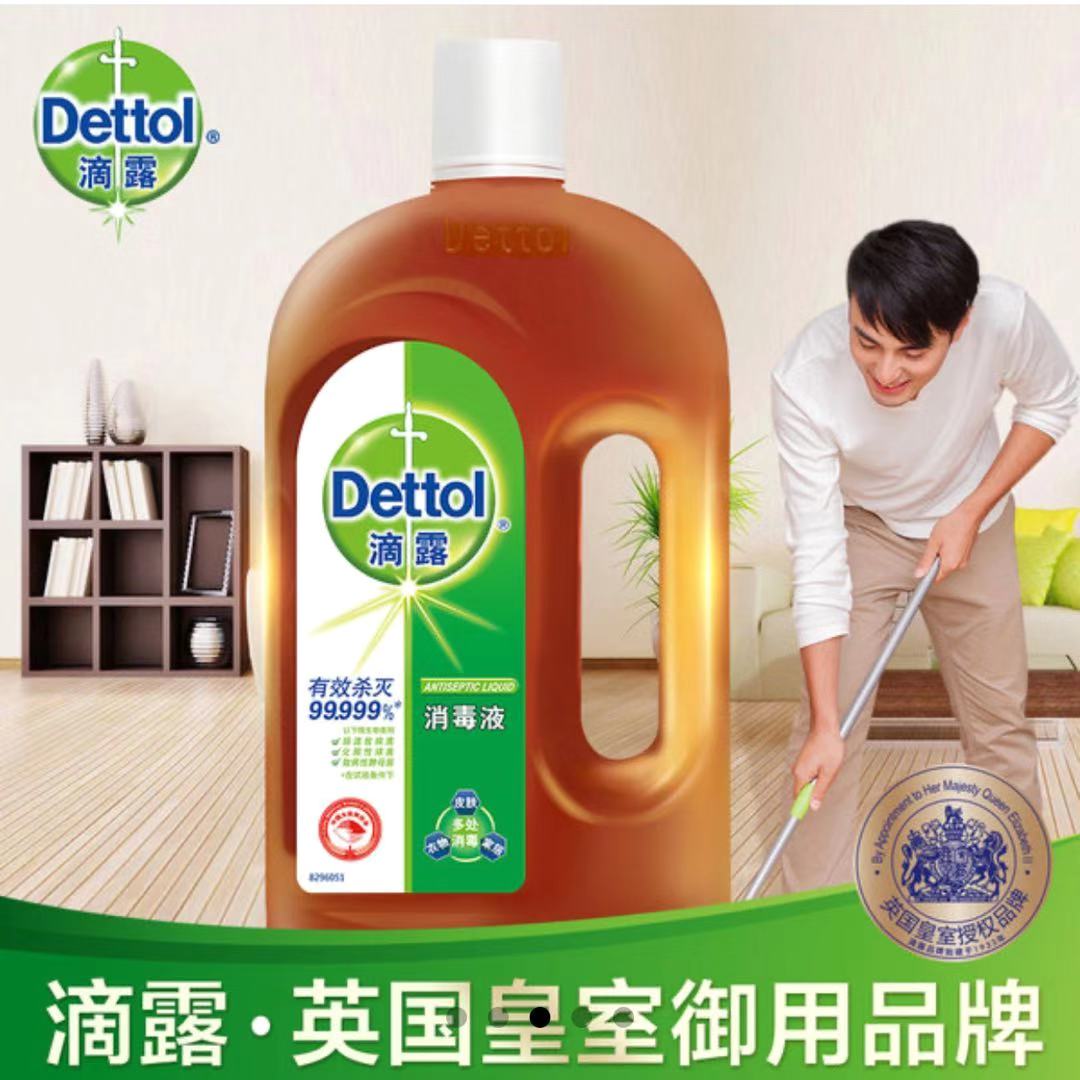 Dettol®
滴露
Dettol
Dettol®
滴露
有效杀灭
99.999%*
ANTISEPTIC LIQUID
消毒液
皮肤
多处
消毒
衣物
家居
8296051
By Appointment to Her Majesty Queen Elizabeth II
英国皇室授权品牌
滴露·英国皇室御用品牌